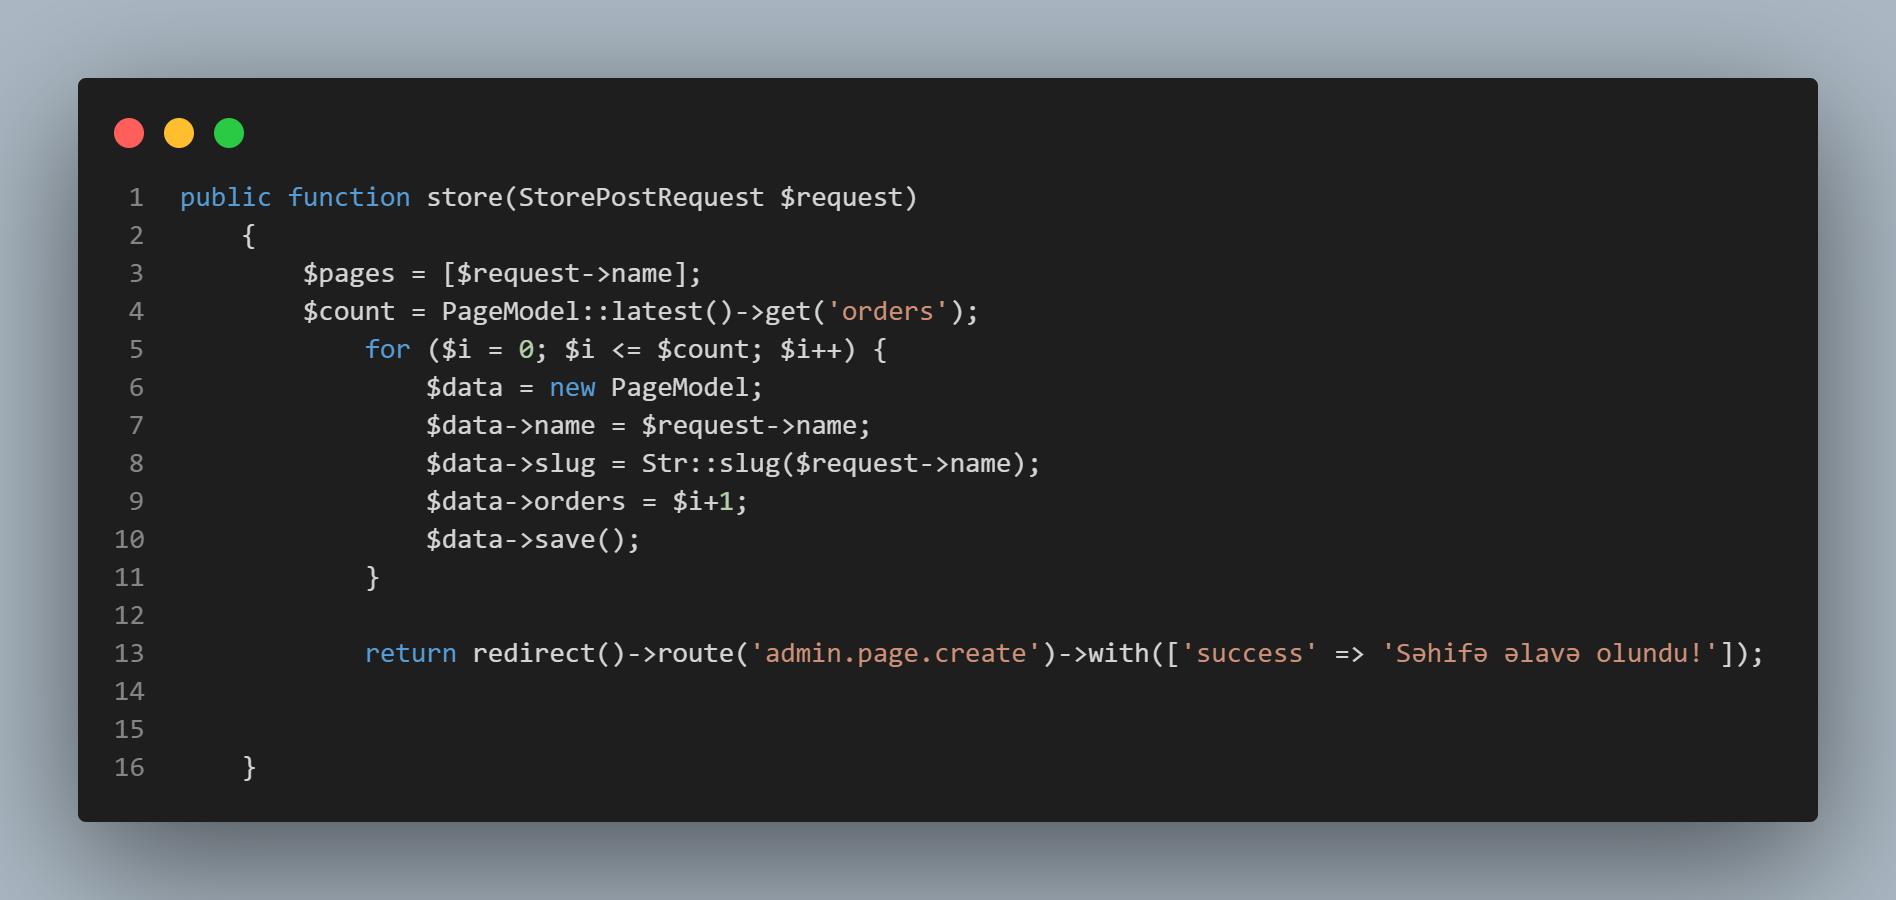 1 public function store(StorePostRequest $request)
2     {
3         $pages = [$request->name];
4         $count = PageModel::latest()->get('orders');
5             for ($i = 0; $i <= $count; $i++) {
6                 $data = new PageModel;
7                 $data->name = $request->name;
8                 $data->slug = Str::slug($request->name);
9                 $data->orders = $i+1;
10                 $data->save();
11             }
12
13             return redirect()->route('admin.page.create')->with(['success' => 'Səhifə əlavə olundu!']);
14
15
16     }